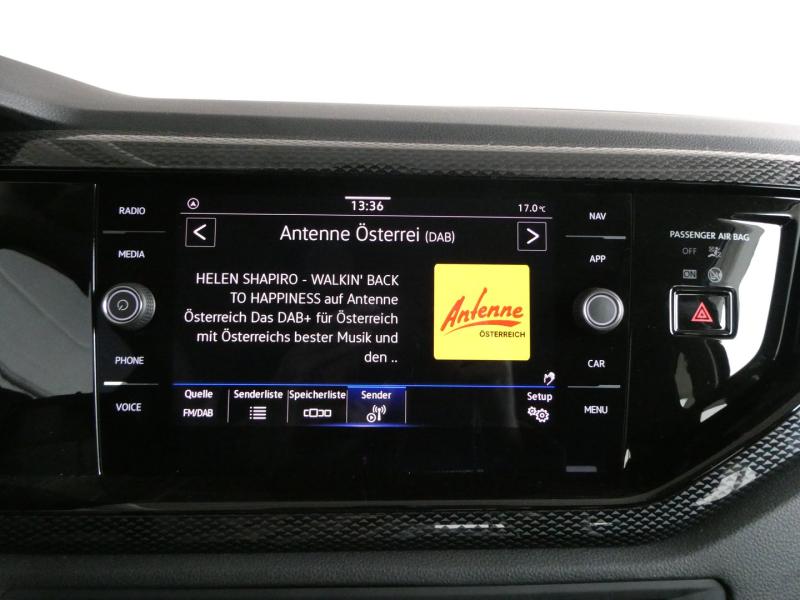 RADIO
MEDIA
PHONE
VOICE
13:36
17.0 °C
<
Antenne Österrei (DAB)
>
HELEN SHAPIRO - WALKIN' BACK
TO HAPPINESS auf Antenne
Österreich Das DAB+ für Österreich
mit Österreichs bester Musik und
den ..
Antenne
ÖSTERREICH
Quelle
FM/DAB
Senderliste
Speicherliste
Sender
Setup
NAV
APP
CAR
MENU
PASSENGER AIR BAG
OFF
ON